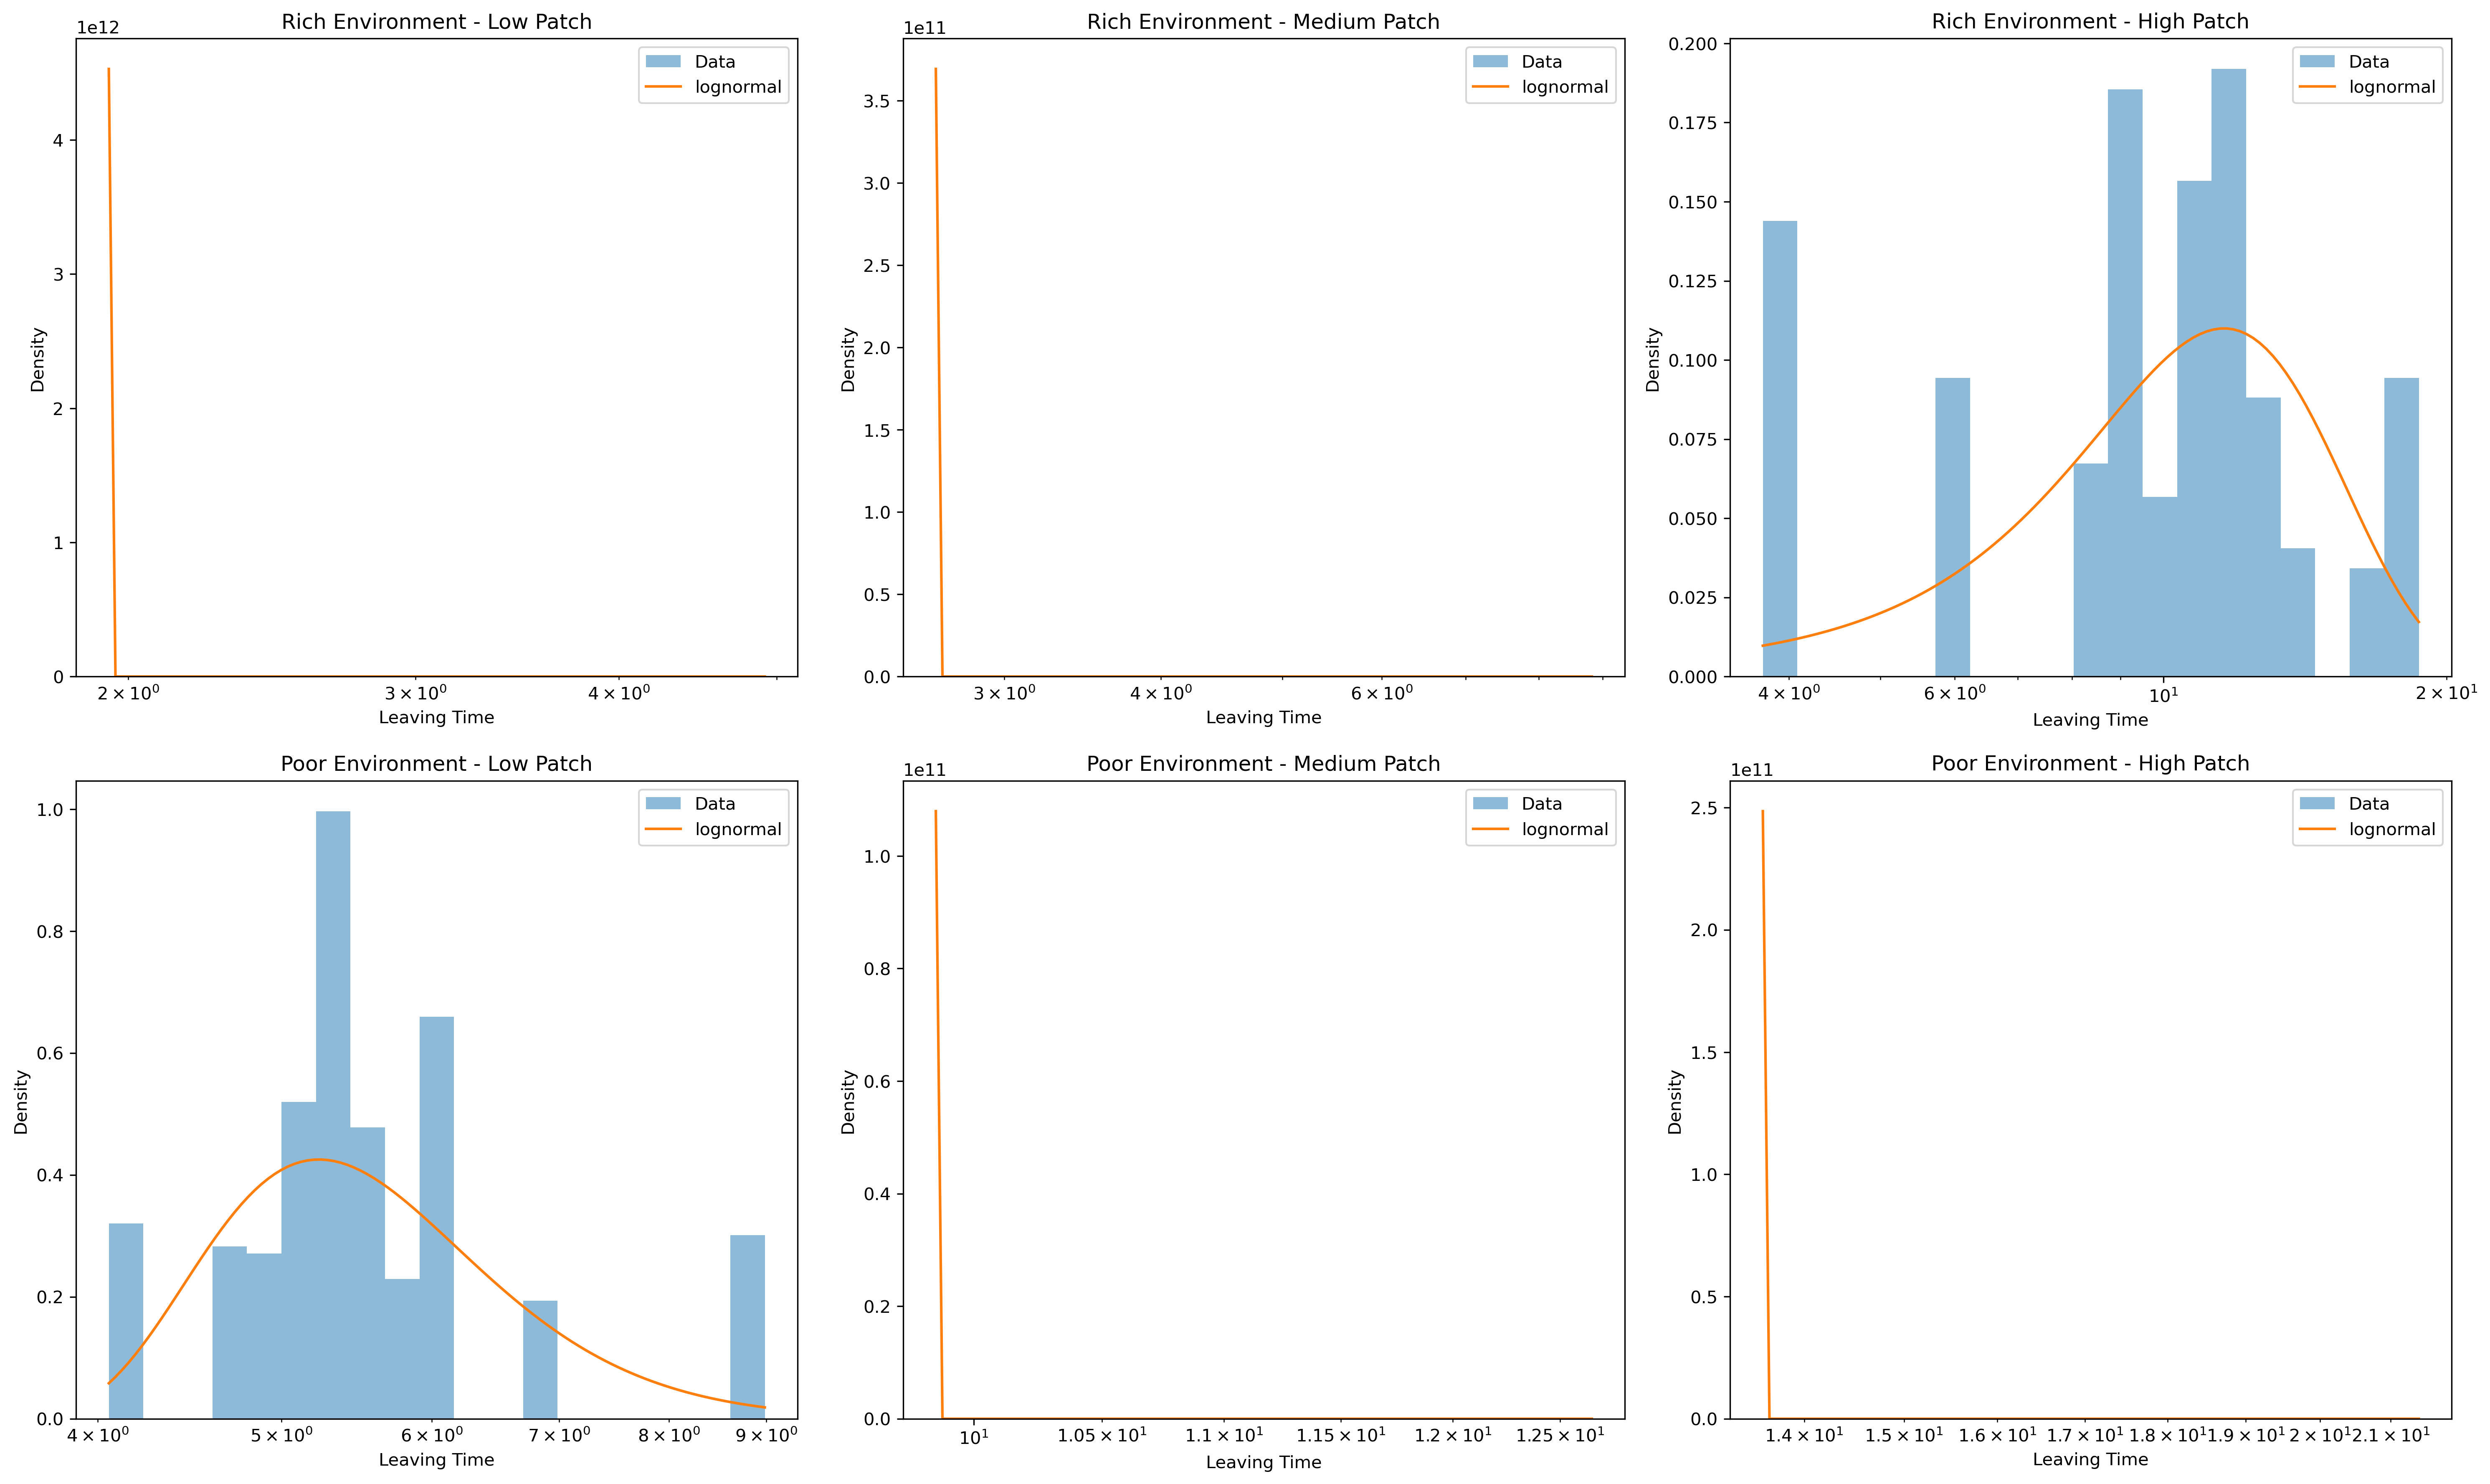 Rich Environment - Low Patch
1e12
Data
lognormal
4
3
2
1
0
Density
2 × 10⁰
3 × 10⁰
4 × 10⁰
Leaving Time
Rich Environment - Medium Patch
1e11
Data
lognormal
3.5
3.0
2.5
2.0
1.5
1.0
0.5
0.0
Density
3 × 10⁰
4 × 10⁰
6 × 10⁰
Leaving Time
Rich Environment - High Patch
Data
lognormal
0.200
0.175
0.150
0.125
0.100
0.075
0.050
0.025
0.000
Density
4 × 10⁰
6 × 10⁰
10¹
2 × 10¹
Leaving Time
Poor Environment - Low Patch
Data
lognormal
1.0
0.8
0.6
0.4
0.2
0.0
Density
4 × 10⁰
5 × 10⁰
6 × 10⁰
7 × 10⁰
8 × 10⁰
9 × 10⁰
Leaving Time
Poor Environment - Medium Patch
1e11
Data
lognormal
1.0
0.8
0.6
0.4
0.2
0.0
Density
10¹
1.05 × 10¹
1.1 × 10¹
1.15 × 10¹
1.2 × 10¹
1.25 × 10¹
Leaving Time
Poor Environment - High Patch
1e11
Data
lognormal
2.5
2.0
1.5
1.0
0.5
0.0
Density
1.4 × 10¹
1.5 × 10¹
1.6 × 10¹
1.7 × 10¹
1.8 × 10¹
1.9 × 10¹
2 × 10¹
2.1 × 10¹
Leaving Time